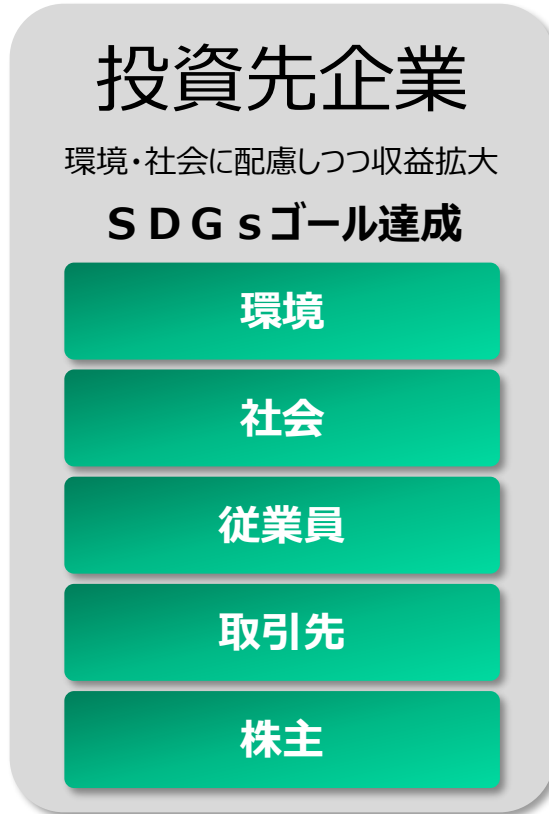 投資先企業
環境・社会に配慮しつつ収益拡大
ＳＤＧｓゴール達成
環境
社会
従業員
取引先
株主